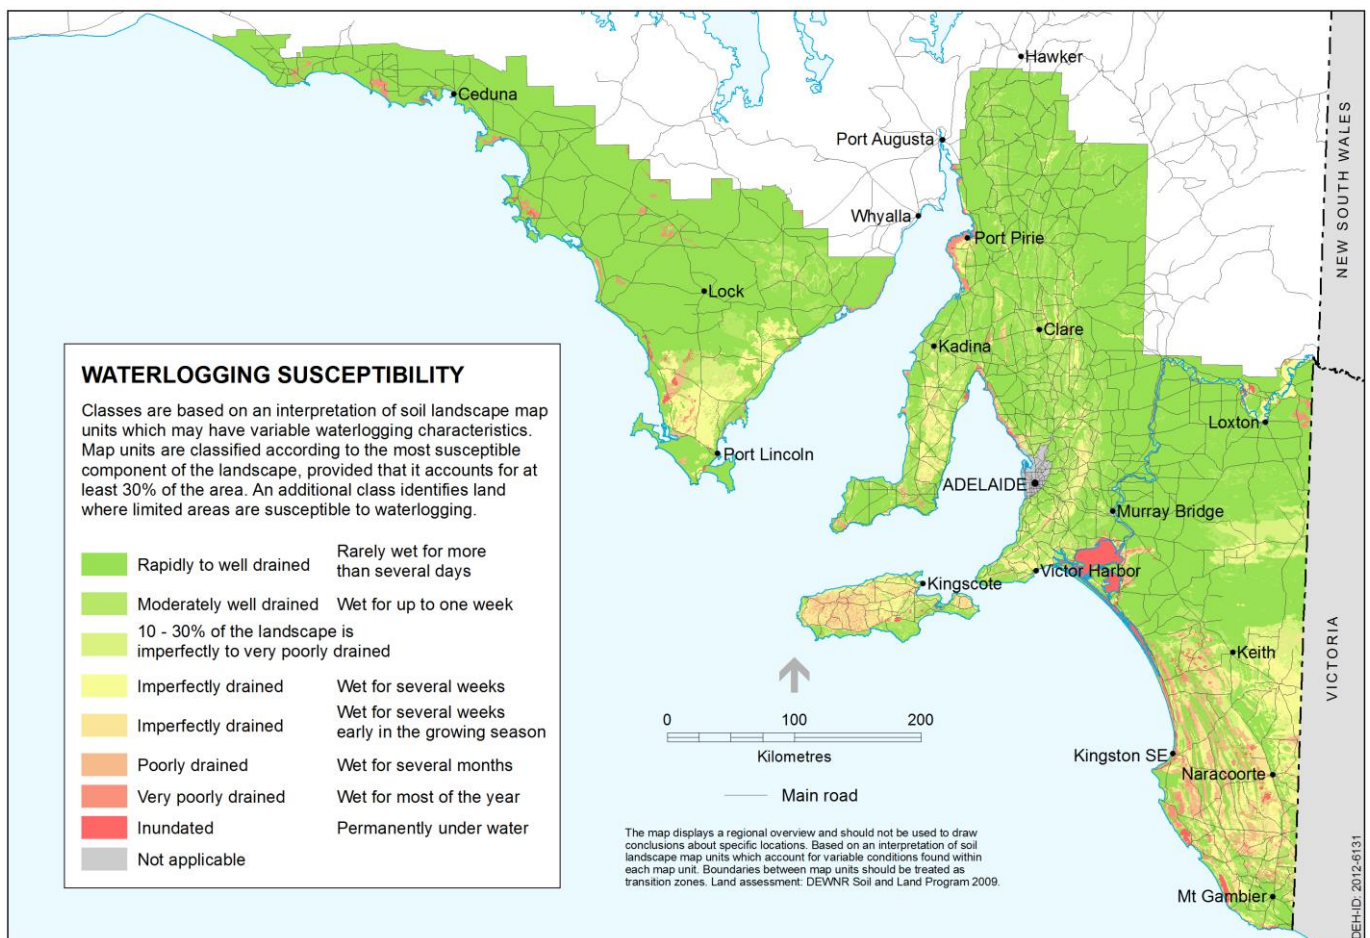 Hawker
Ceduna
Port Augusta
Whyalla
Port Pirie
NEW SOUTH WALES
Lock
Clare
Kadina
WATERLOGGING SUSCEPTIBILITY
Classes are based on an interpretation of soil landscape map
units which may have variable waterlogging characteristics.
Map units are classified according to the most susceptible
component of the landscape, provided that it accounts for at
least 30% of the area. An additional class identifies land
where limited areas are susceptible to waterlogging.
Rapidly to well drained Rarely wet for more
than several days
Moderately well drained Wet for up to one week
10 - 30% of the landscape is
imperfectly to very poorly drained
Imperfectly drained Wet for several weeks
Imperfectly drained Wet for several weeks
early in the growing season
Poorly drained Wet for several months
Very poorly drained Wet for most of the year
Inundated Permanently under water
Not applicable
Loxton
Port Lincoln
ADELAIDE
Murray Bridge
Victor Harbor
Kingscote
Keith
VICTORIA
0 100 200
Kilometres
Kingston SE
Naracoorte
Main road
The map displays a regional overview and should not be used to draw
conclusions about specific locations. Based on an interpretation of soil
landscape map units which account for variable conditions found within
each map unit. Boundaries between map units should be treated as
transition zones. Land assessment: DEWNR Soil and Land Program 2009.
Mt Gambier
DEH-ID: 2012-6131